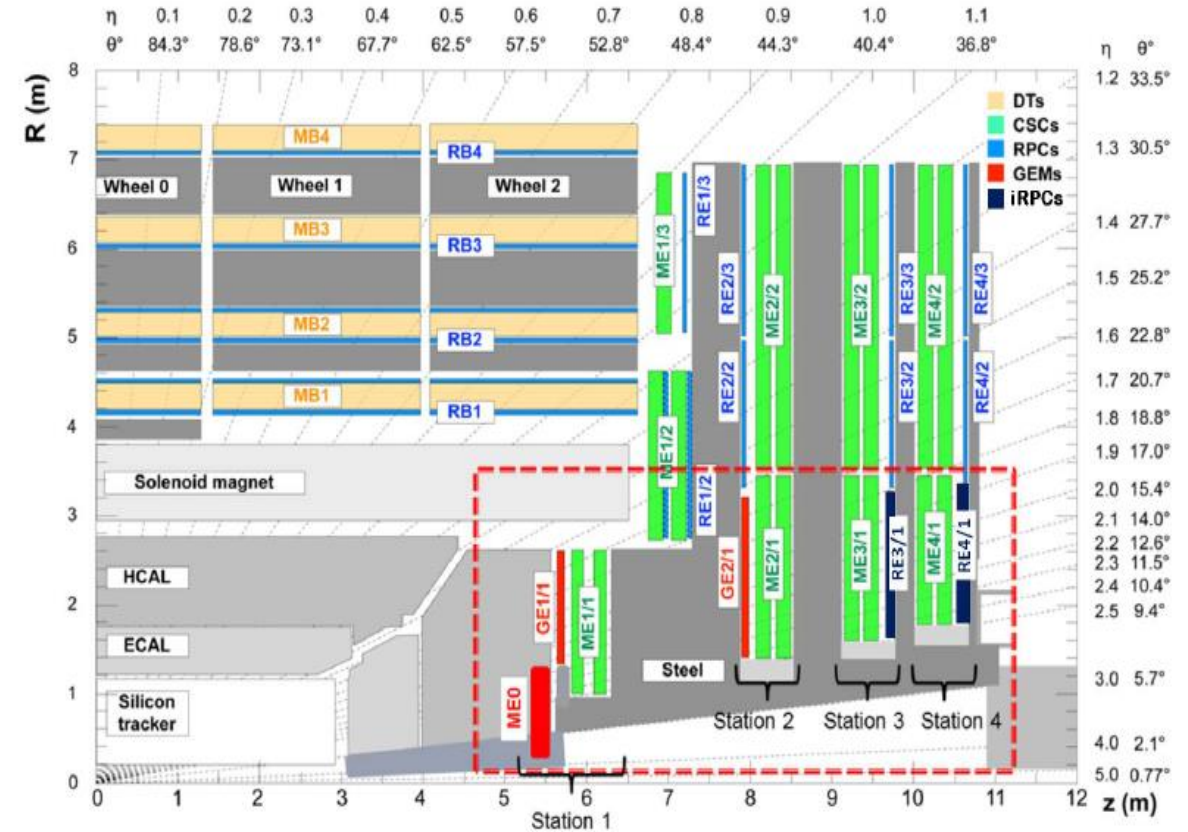 η 0.1 0.2 0.3 0.4 0.5 0.6 0.7 0.8 0.9 1.0 1.1
θ° 84.3° 78.6° 73.1° 67.7° 62.5° 57.5° 52.8° 48.4° 44.3° 40.4° 36.8° η θ°
R (m)
8
7
6
5
4
3
2
1
0
1.2 33.5°
1.3 30.5°
1.4 27.7°
1.5 25.2°
1.6 22.8°
1.7 20.7°
1.8 18.8°
1.9 17.0°
2.0 15.4°
2.1 14.0°
2.2 12.6°
2.3 11.5°
2.4 10.4°
2.5 9.4°
3.0 5.7°
4.0 2.1°
5.0 0.77°
DTs
CSCs
RPCs
GEMs
iRPCs
MB4
RB4
Wheel 0 Wheel 1 Wheel 2
MB3
RB3
MB2
RB2
MB1
RB1
Solenoid magnet
HCAL
ECAL
Silicon
tracker
Steel
ME1/3
RE1/3
ME1/2
RE1/2
RE2/3
RE2/2
ME2/2
ME3/2
RE3/3
RE3/2
ME4/2
RE4/3
RE4/2
GE1/1
ME1/1
ME0
GE2/1
ME2/1
ME3/1
RE3/1
ME4/1
RE4/1
Station 2 Station 3 Station 4
0 1 2 3 4 5 6 7 8 9 10 11 12 z (m)
Station 1